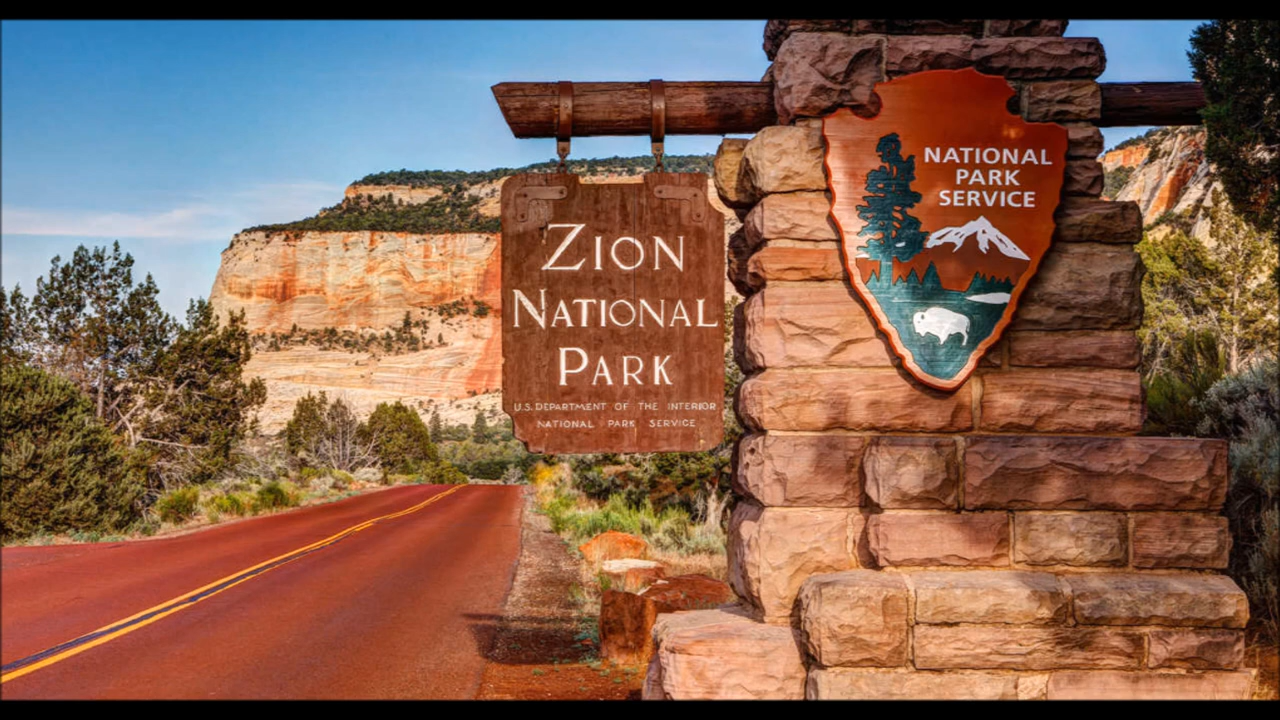 ZION
NATIONAL
PARK
U.S. DEPARTMENT OF THE INTERIOR
NATIONAL PARK SERVICE
NATIONAL
PARK
SERVICE